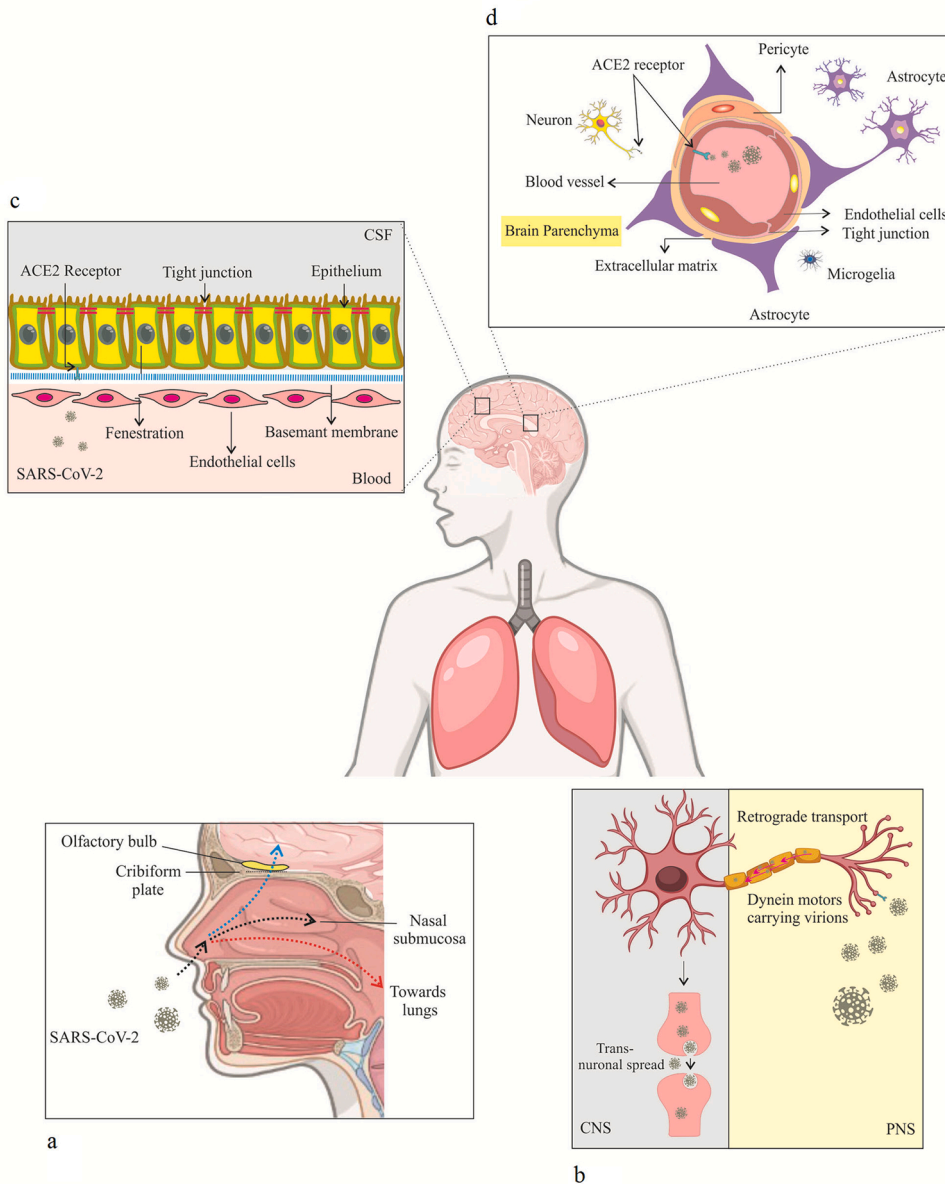 d
Pericyte
ACE2 receptor
Astrocyte
Neuron
Blood vessel
Brain Parenchyma
Endothelial cells
Tight junction
Extracellular matrix
Microgelia
Astrocyte
c
CSF
ACE2 Receptor
Tight junction
Epithelium
Fenestration
Basemant membrane
Endothelial cells
SARS-CoV-2
Blood
Olfactory bulb
Cribiform
plate
Nasal
submucosa
Towards
lungs
SARS-CoV-2
a
Retrograde transport
Dynein motors
carrying virions
Trans-
nuronal spread
CNS
PNS
b